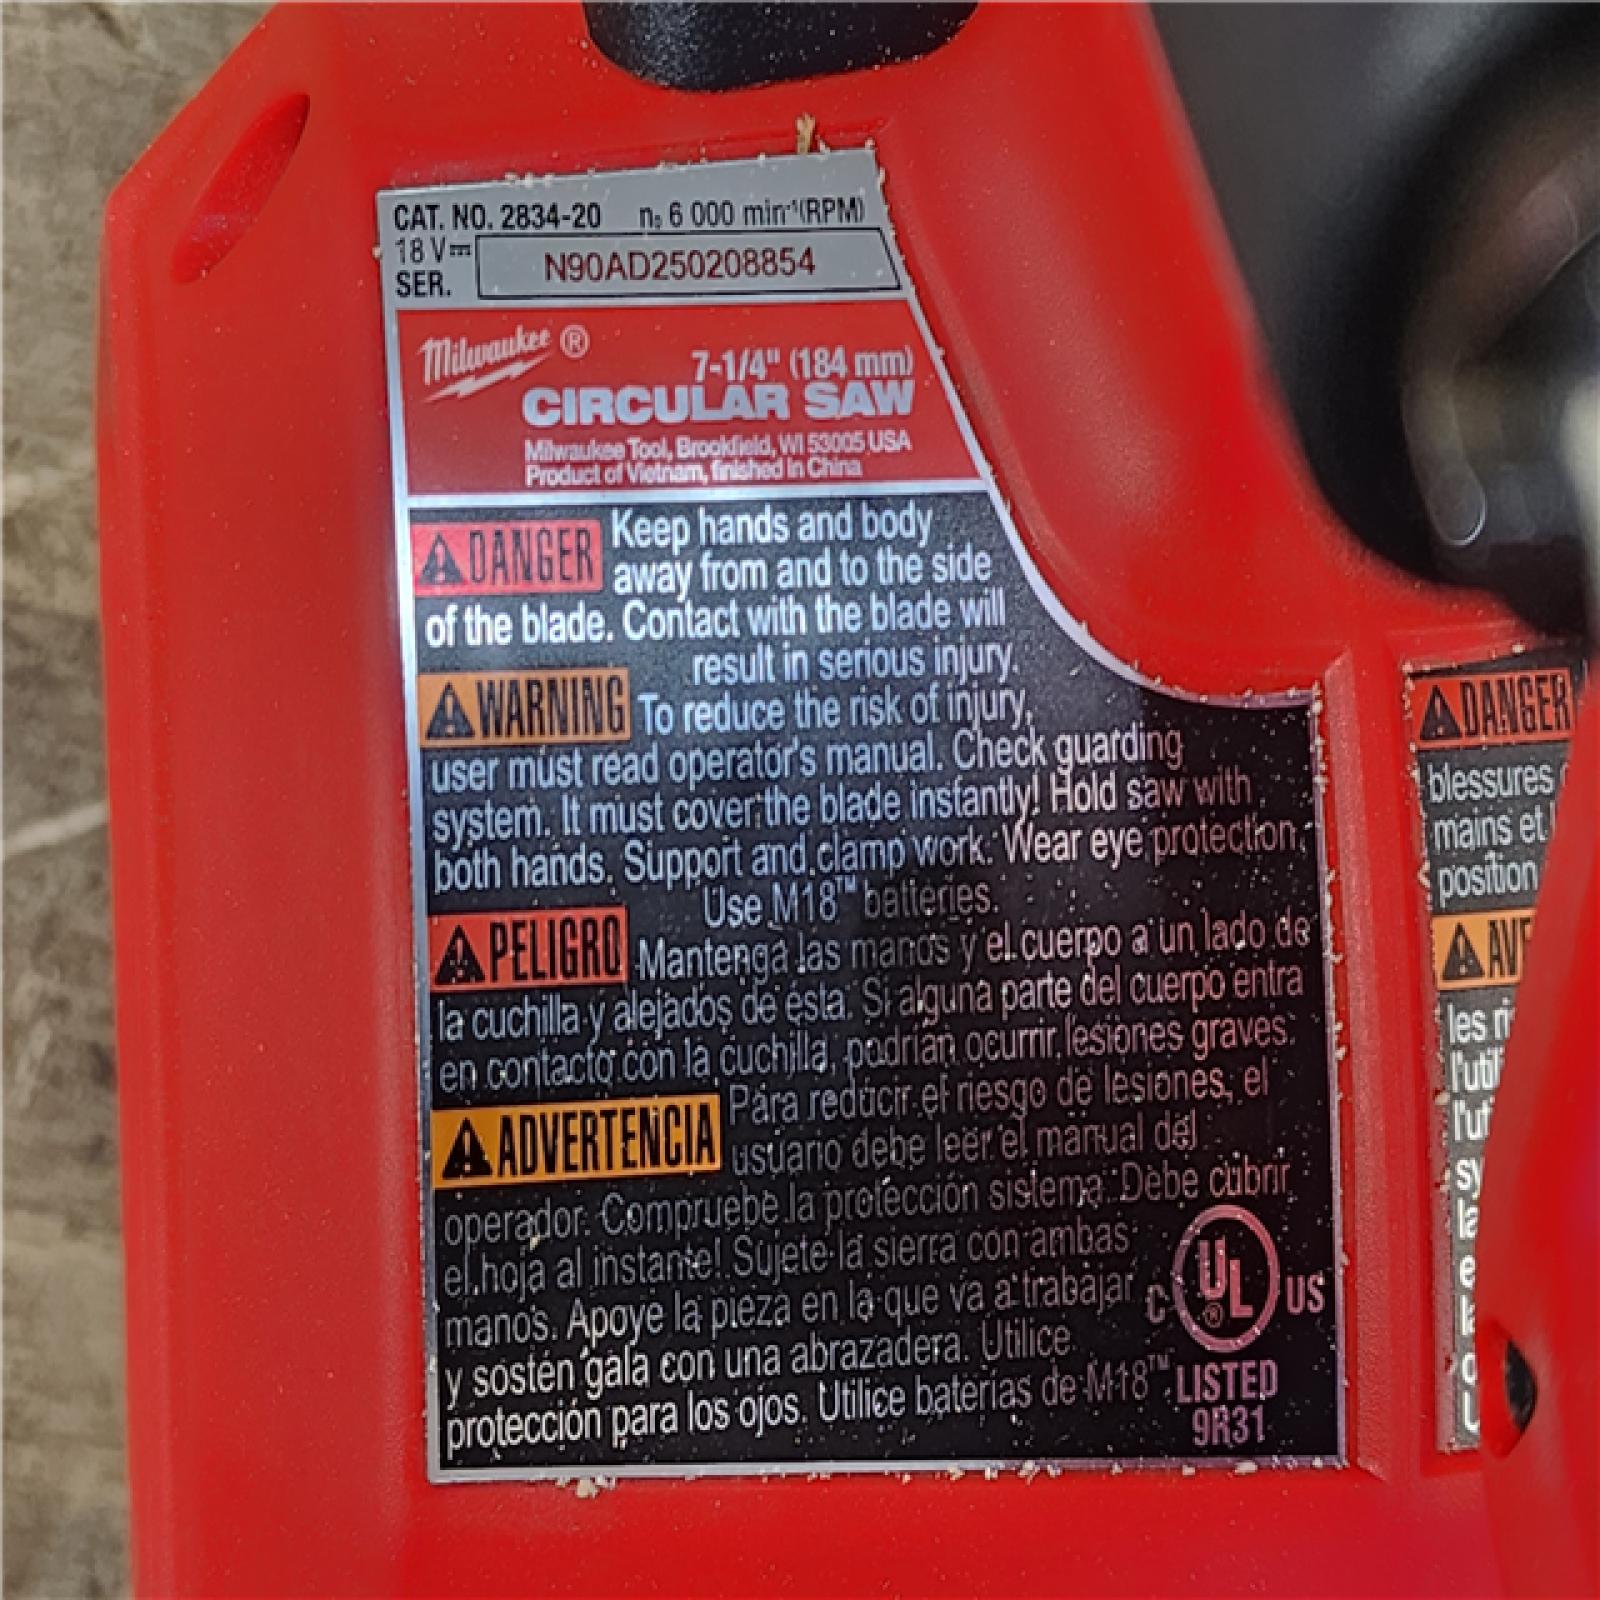 CAT. NO. 2834-20 n₀ 6 000 min⁻¹(RPM)
18 V⎓
SER. N90AD250208854
Milwaukee ®
7-1/4" (184 mm)
CIRCULAR SAW
Milwaukee Tool, Brookfield, WI 53005 USA
Product of Vietnam, finished in China
DANGER Keep hands and body
away from and to the side
of the blade. Contact with the blade will
result in serious injury.
WARNING To reduce the risk of injury,
user must read operator's manual. Check guarding
system. It must cover the blade instantly! Hold saw with
both hands. Support and clamp work. Wear eye protection.
Use M18™ batteries.
PELIGRO Mantenga las manos y el cuerpo a un lado de
la cuchilla y alejados de ésta. Si alguna parte del cuerpo entra
en contacto con la cuchilla, podrían ocurrir lesiones graves.
ADVERTENCIA Para reducir el riesgo de lesiones, el
usuario debe leer el manual del
operador. Compruebe la protección sistema. Debe cubrir
el hoja al instante! Sujete la sierra con ambas
manos. Apoye la pieza en la que va a trabajar
y sostén gala con una abrazadera. Utilice
protección para los ojos. Utilice baterías de M18™
C UL ® US
LISTED
9R31
DANGER
blessures
mains et
position
les